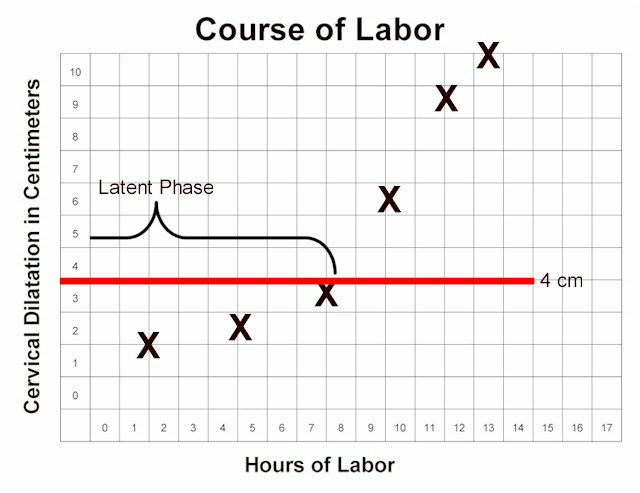 Course of Labor
Cervical Dilatation in Centimeters
10
9
8
7
Latent Phase
6
5
4
4 cm
3
2
1
0
0 1 2 3 4 5 6 7 8 9 10 11 12 13 14 15 16 17
Hours of Labor
X
X
X
X
X
X